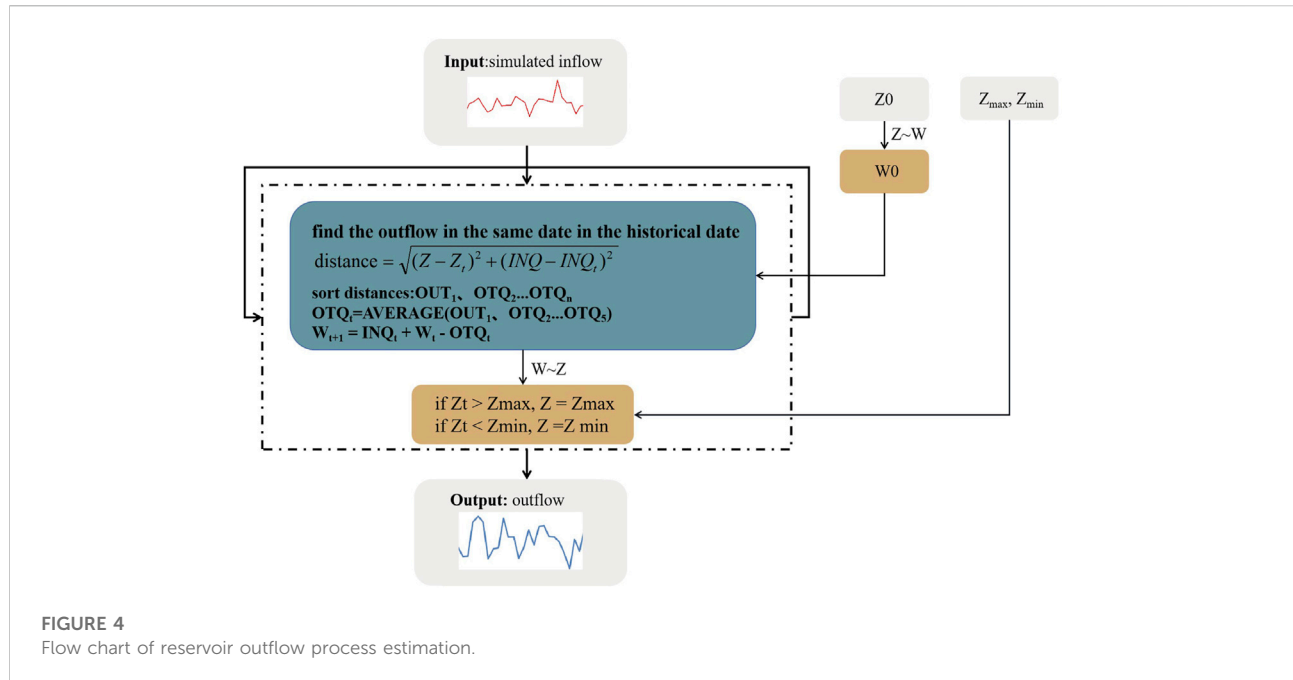 Input:simulated inflow
Z0
Z~W
W0
Zmax, Zmin
find the outflow in the same date in the historical date
distance = √(Z − Zt)² + (INQ − INQt)²
sort distances:OUT1、 OTQ2...OTQn
OTQt=AVERAGE(OUT1、 OTQ2...OTQ5)
Wt+1 = INQt + Wt - OTQt
W~Z
if Zt > Zmax, Z = Zmax
if Zt < Zmin, Z =Z min
Output: outflow
FIGURE 4
Flow chart of reservoir outflow process estimation.